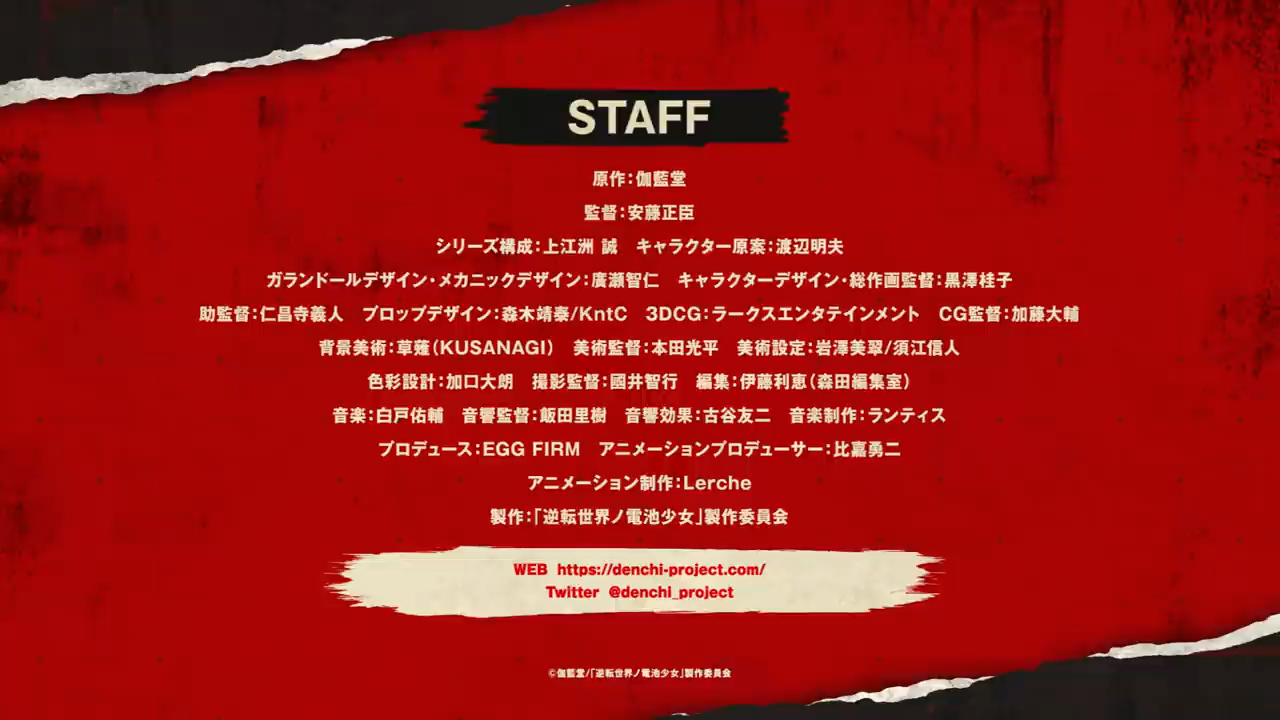 STAFF
原作:伽藍堂
監督:安藤正臣
シリーズ構成:上江洲 誠　キャラクター原案:渡辺明夫
ガランドールデザイン・メカニックデザイン:廣瀬智仁　キャラクターデザイン・総作画監督:黒澤桂子
助監督:仁昌寺義人　プロップデザイン:森木靖泰/KntC　3DCG:ラークスエンタテインメント　CG監督:加藤大輔
背景美術:草薙(KUSANAGI)　美術監督:本田光平　美術設定:岩澤美翠/須江信人
色彩設計:加口大朗　撮影監督:國井智行　編集:伊藤利恵(森田編集室)
音楽:白戸佑輔　音響監督:飯田里樹　音響効果:古谷友二　音楽制作:ランティス
プロデュース:EGG FIRM　アニメーションプロデューサー:比嘉勇二
アニメーション制作:Lerche
製作:「逆転世界ノ電池少女」製作委員会
WEB https://denchi-project.com/
Twitter @denchi_project
©伽藍堂/「逆転世界ノ電池少女」製作委員会